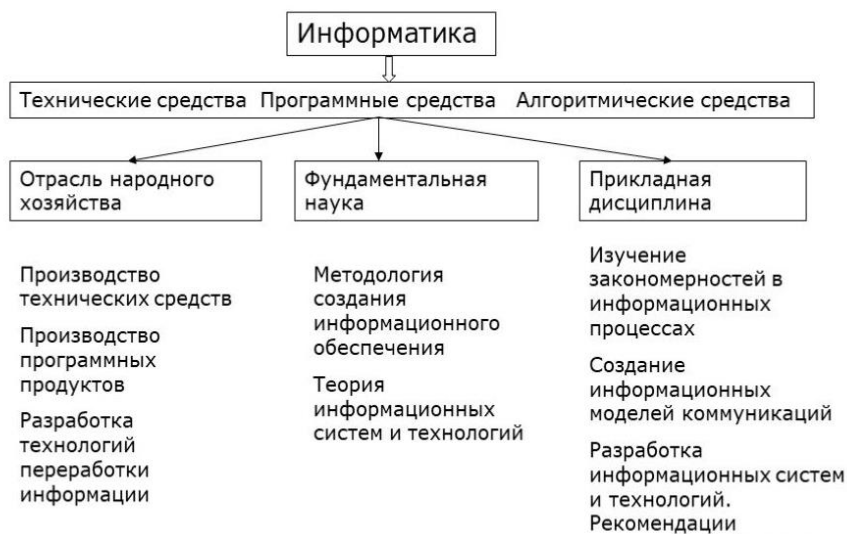 Информатика
Технические средства Программные средства Алгоритмические средства
Отрасль народного
хозяйства
Производство
технических средств
Производство
программных
продуктов
Разработка
технологий
переработки
информации
Фундаментальная
наука
Методология
создания
информационного
обеспечения
Теория
информационных
систем и технологий
Прикладная
дисциплина
Изучение
закономерностей в
информационных
процессах
Создание
информационных
моделей коммуникаций
Разработка
информационных систем
и технологий.
Рекомендации